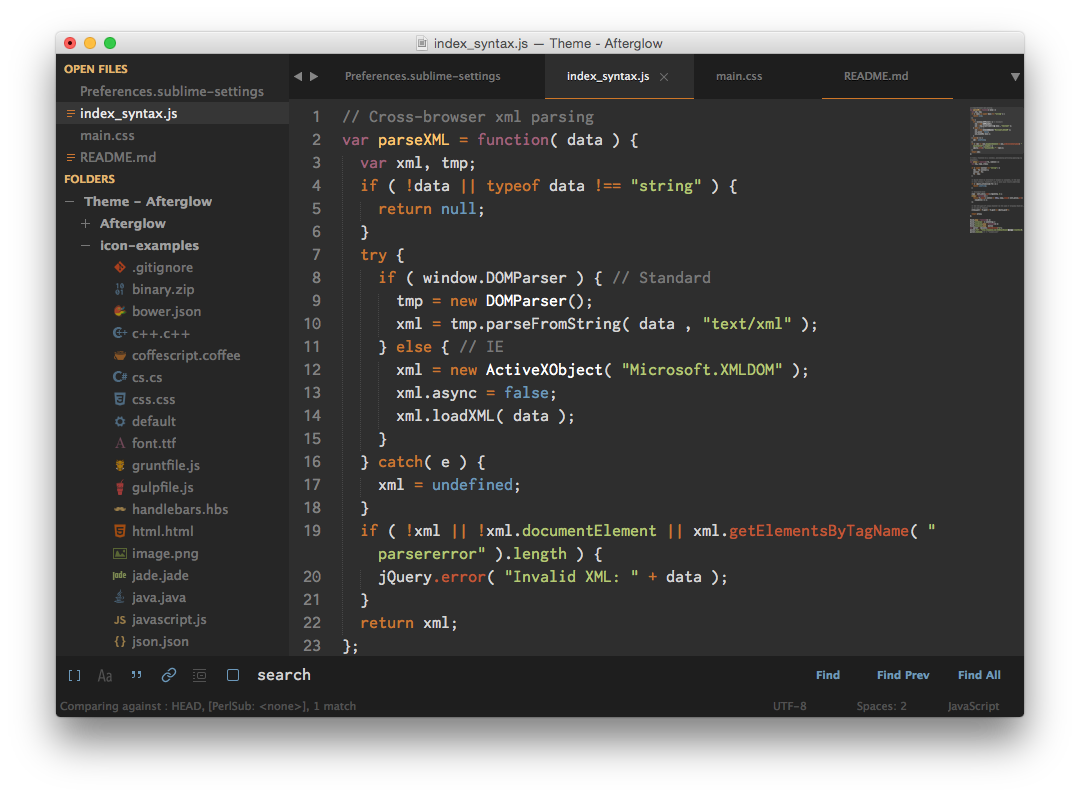 index_syntax.js — Theme - Afterglow
OPEN FILES
Preferences.sublime-settings
index_syntax.js
main.css
README.md
FOLDERS
Theme - Afterglow
Afterglow
icon-examples
.gitignore
binary.zip
bower.json
c++.c++
coffescript.coffee
C# cs.cs
css.css
default
A font.ttf
gruntfile.js
gulpfile.js
handlebars.hbs
html.html
image.png
jade jade.jade
java.java
JS javascript.js
{} json.json
Preferences.sublime-settings index_syntax.js main.css README.md
1 // Cross-browser xml parsing
2 var parseXML = function( data ) {
3   var xml, tmp;
4   if ( !data || typeof data !== "string" ) {
5     return null;
6   }
7   try {
8     if ( window.DOMParser ) { // Standard
9       tmp = new DOMParser();
10       xml = tmp.parseFromString( data , "text/xml" );
11     } else { // IE
12       xml = new ActiveXObject( "Microsoft.XMLDOM" );
13       xml.async = false;
14       xml.loadXML( data );
15     }
16   } catch( e ) {
17     xml = undefined;
18   }
19   if ( !xml || !xml.documentElement || xml.getElementsByTagName( "
    parsererror" ).length ) {
20     jQuery.error( "Invalid XML: " + data );
21   }
22   return xml;
23 };
[] Aa ” search Find Find Prev Find All
Comparing against : HEAD, [PerlSub: <none>], 1 match UTF-8 Spaces: 2 JavaScript